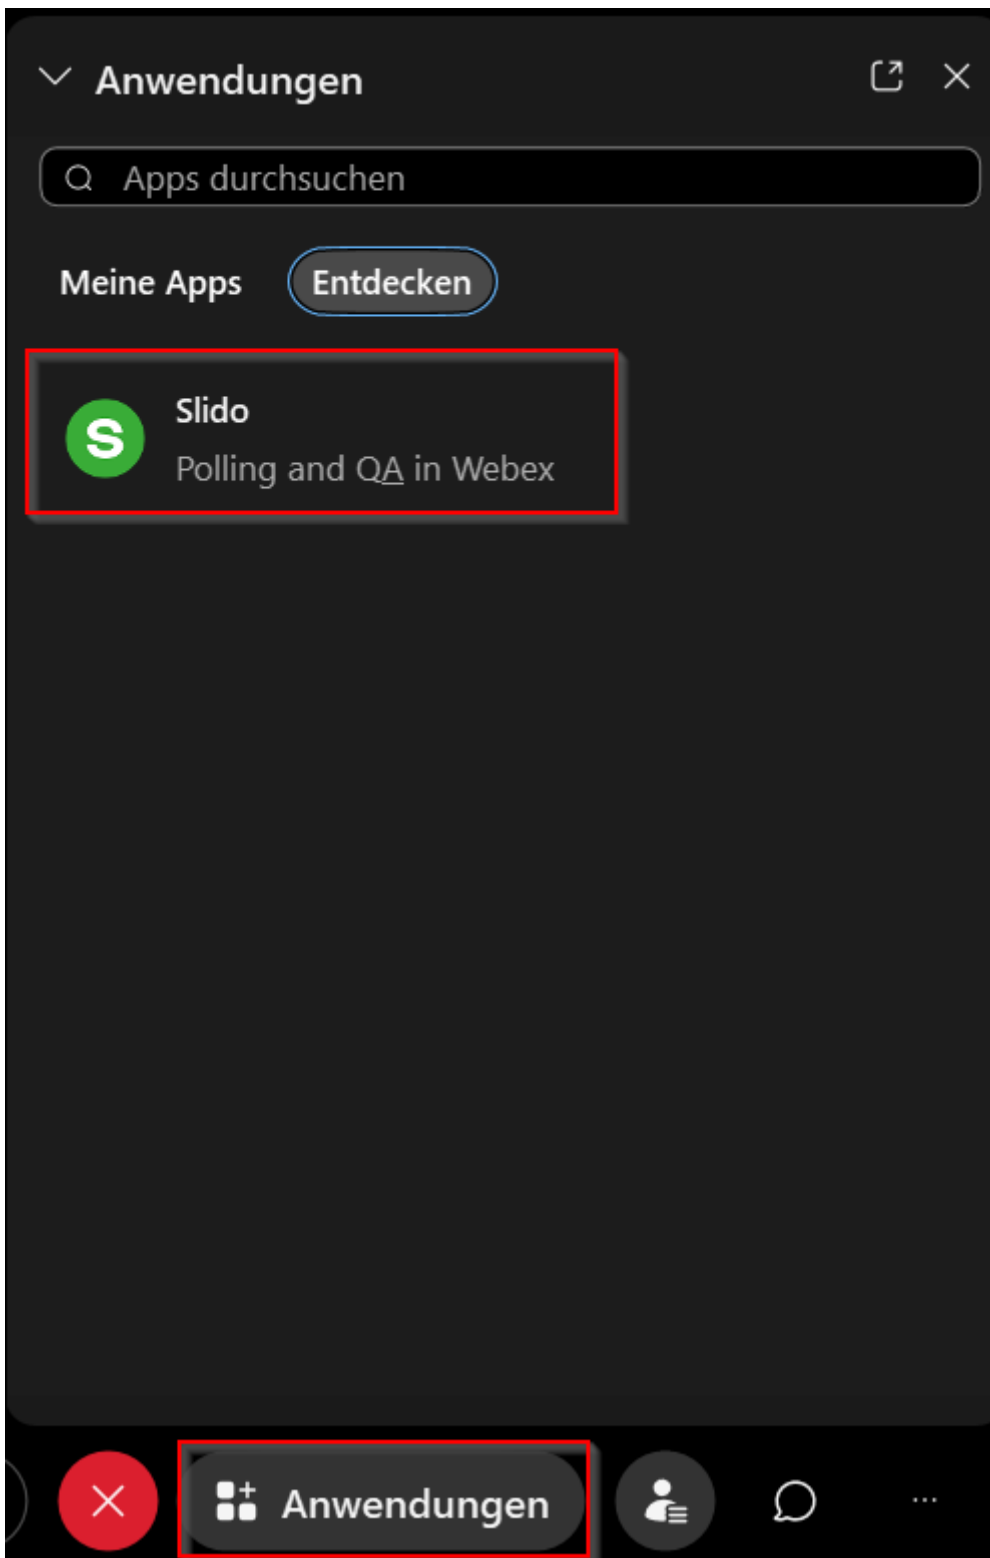 Anwendungen
Apps durchsuchen
Meine Apps Entdecken
S
Slido
Polling and QA in Webex
Anwendungen